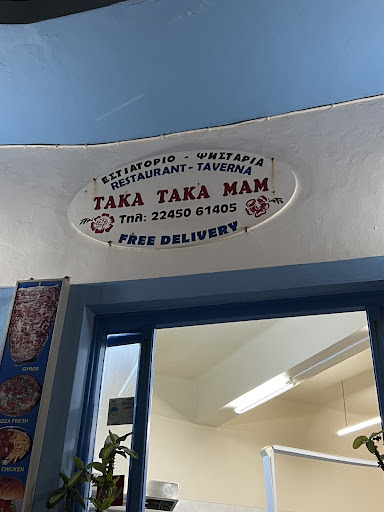 ΕΣΤΙΑΤΟΡΙΟ - ΨΗΣΤΑΡΙΑ
RESTAURANT - TAVERNA
TAKA TAKA MAM
Τηλ: 22450 61405
FREE DELIVERY
GYROS
PIZZA FRESH
CHICKEN